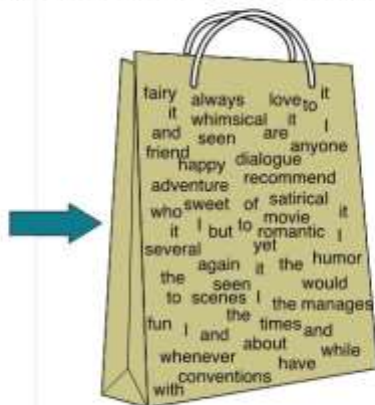 fairy always love to it
it whimsical it I
and seen are anyone
friend happy dialogue
adventure recommend
who sweet of satirical it
it I but to movie romantic I
several yet
again it the humor
the seen would
to scenes I the manages
fun I and the times and
whenever about while
conventions have
with